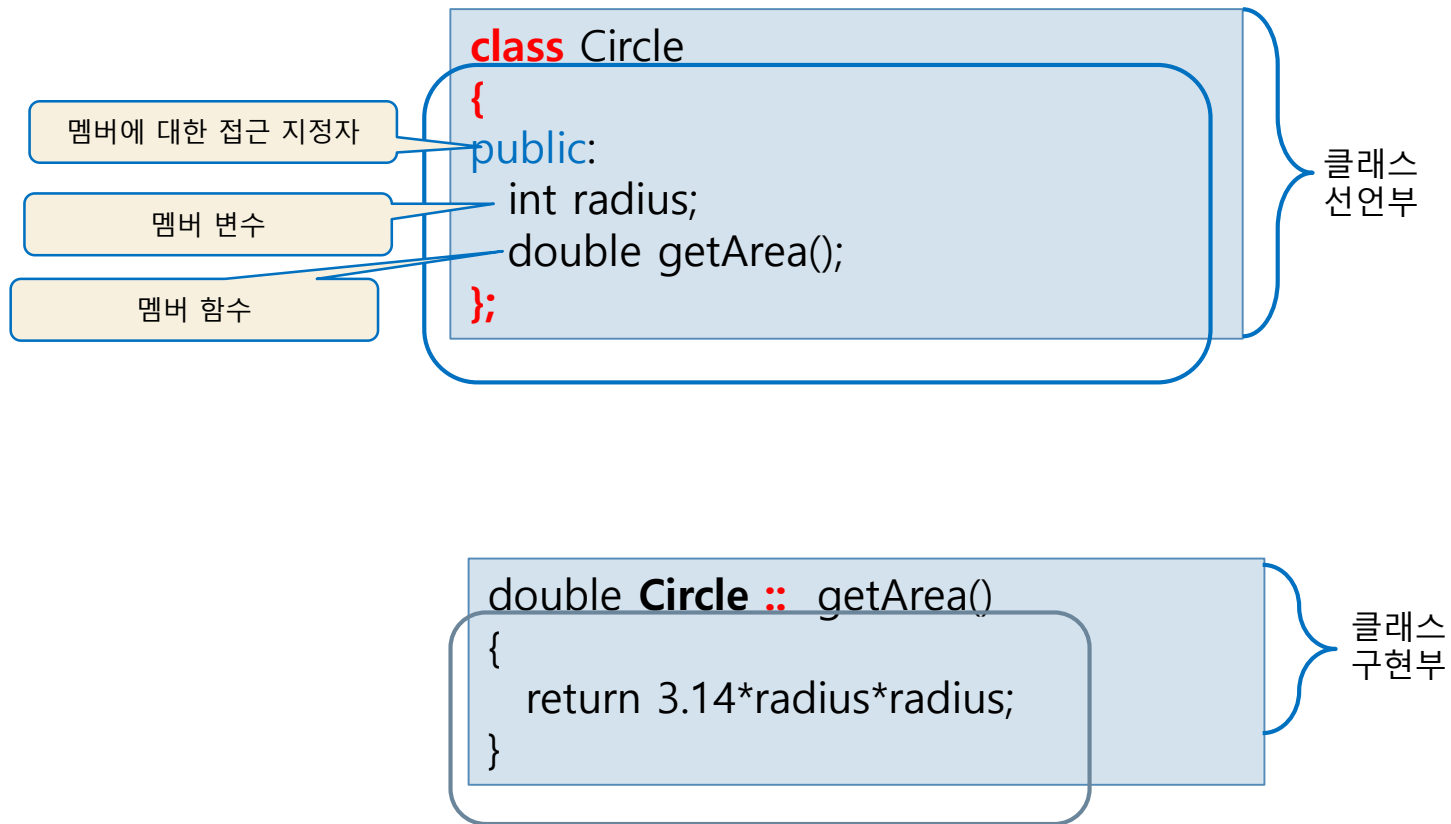 class Circle
{
멤버에 대한 접근 지정자
public:
멤버 변수
int radius;
double getArea();
멤버 함수
};
클래스
선언부
double Circle :: getArea()
{
return 3.14*radius*radius;
}
클래스
구현부